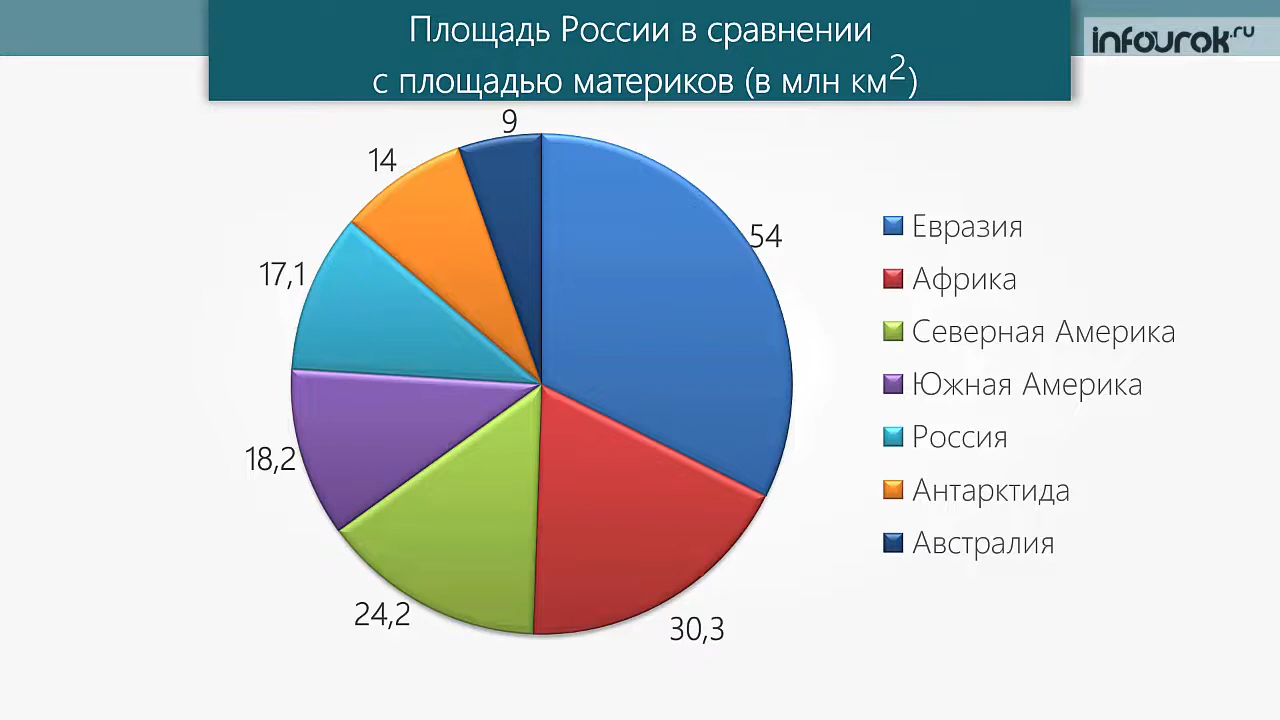 Площадь России в сравнении
с площадью материков (в млн км²)
infourok.ru
9
14
54
17,1
18,2
24,2
30,3
Евразия
Африка
Северная Америка
Южная Америка
Россия
Антарктида
Австралия